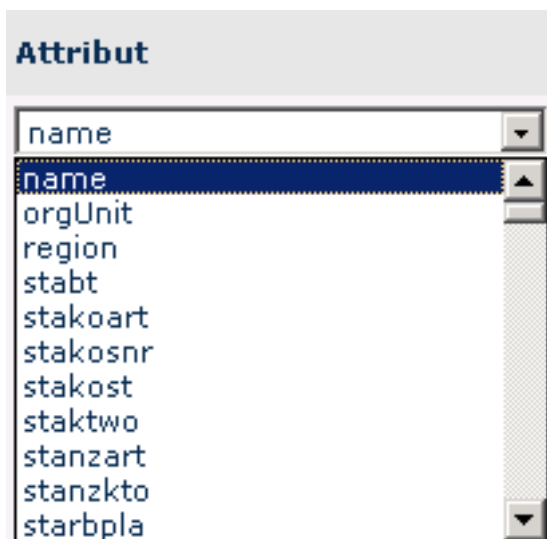 Attribut
name
name
orgUnit
region
stabt
stakoart
stakosnr
stakost
staktwo
stanzart
stanzkto
starbpla